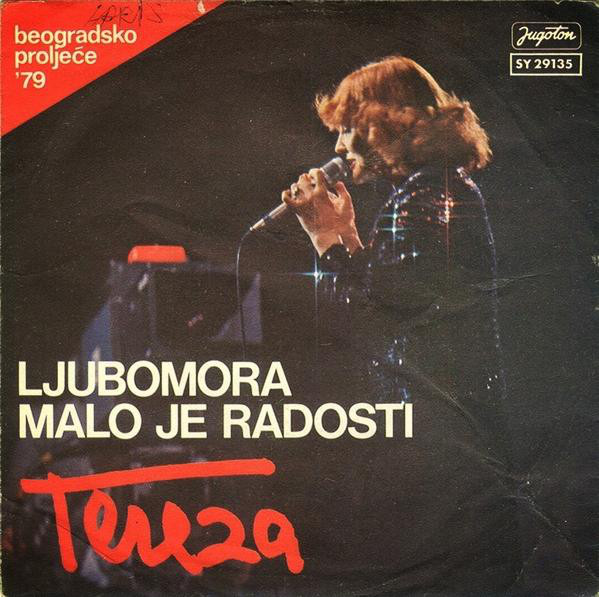 beogradsko
proljeće
'79
Jugoton
SY 29135
LJUBOMORA
MALO JE RADOSTI
Tereza